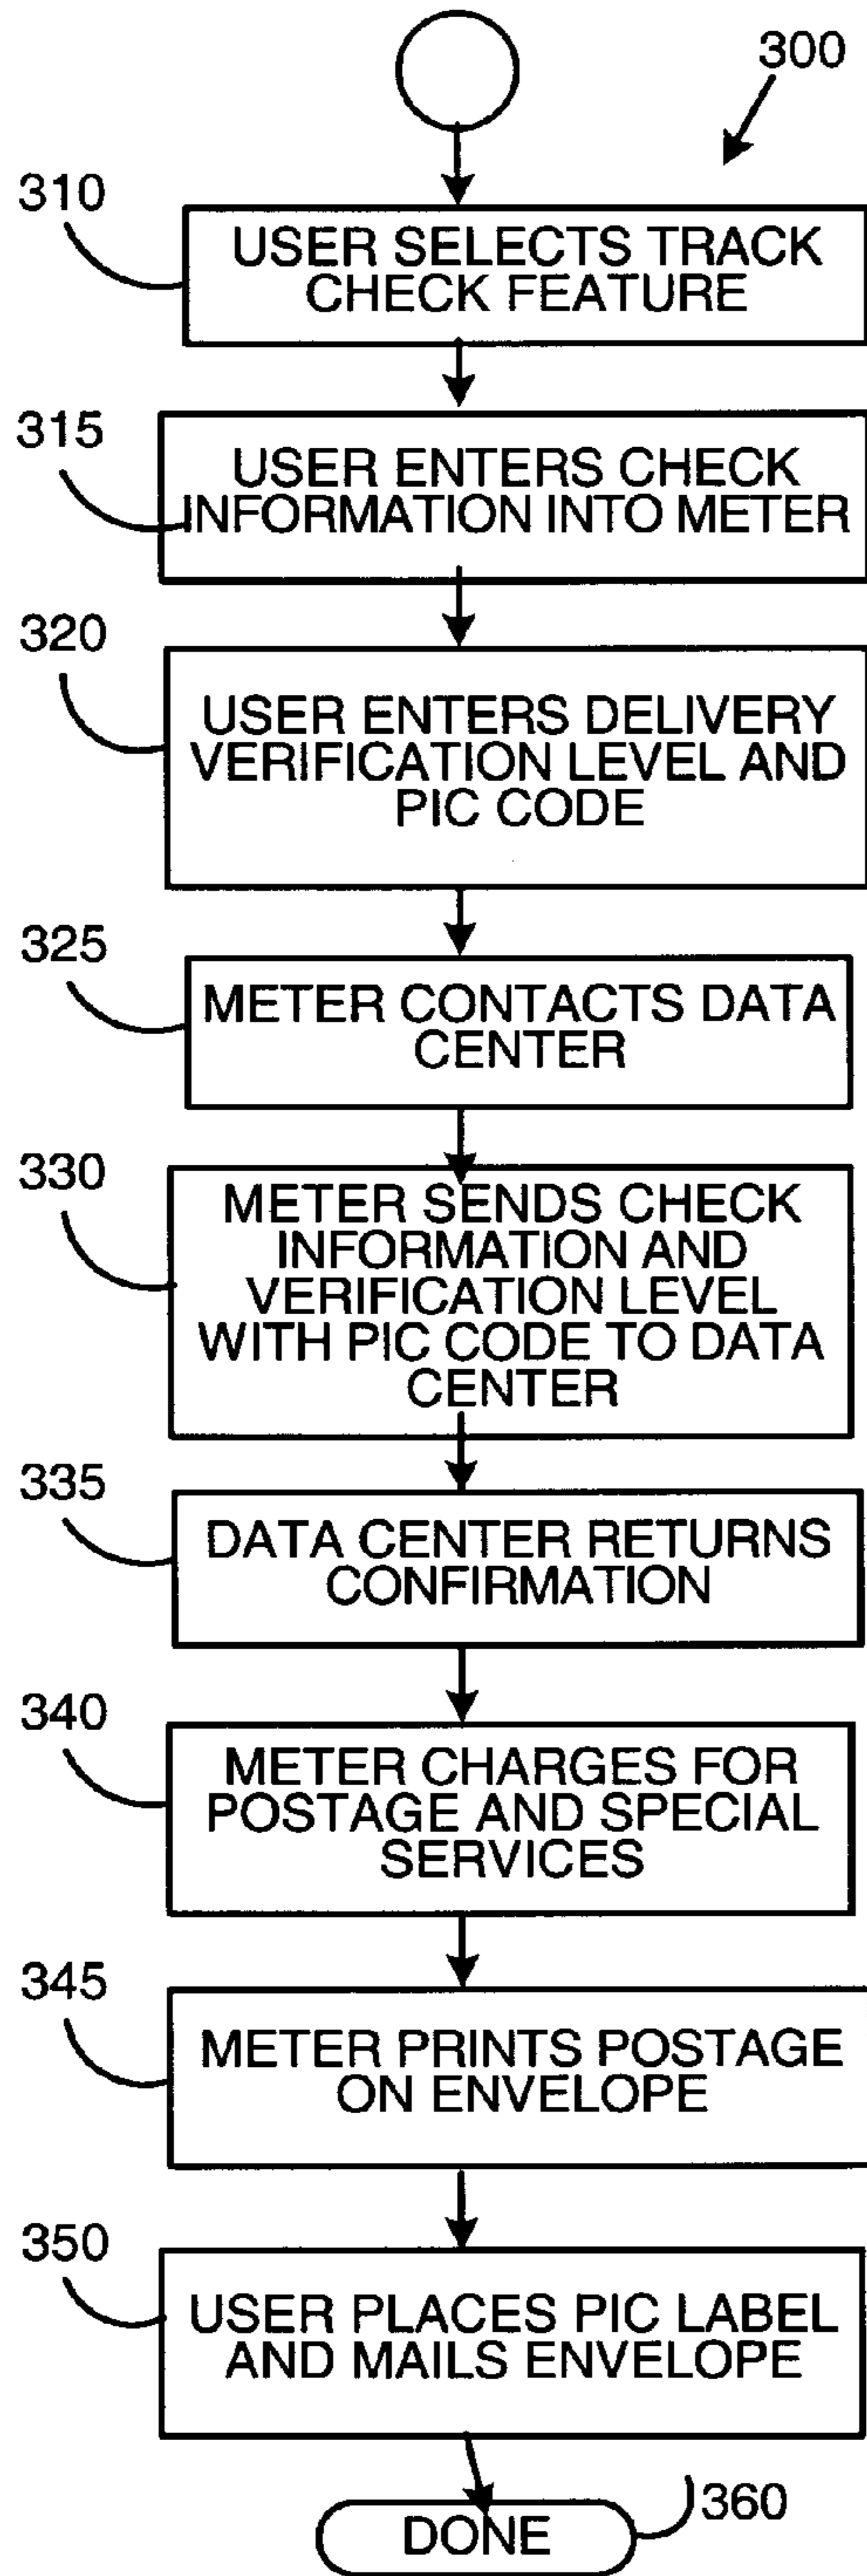 300
310
USER SELECTS TRACK
CHECK FEATURE
315
USER ENTERS CHECK
INFORMATION INTO METER
320
USER ENTERS DELIVERY
VERIFICATION LEVEL AND
PIC CODE
325
METER CONTACTS DATA
CENTER
330
METER SENDS CHECK
INFORMATION AND
VERIFICATION LEVEL
WITH PIC CODE TO DATA
CENTER
335
DATA CENTER RETURNS
CONFIRMATION
340
METER CHARGES FOR
POSTAGE AND SPECIAL
SERVICES
345
METER PRINTS POSTAGE
ON ENVELOPE
350
USER PLACES PIC LABEL
AND MAILS ENVELOPE
360
DONE